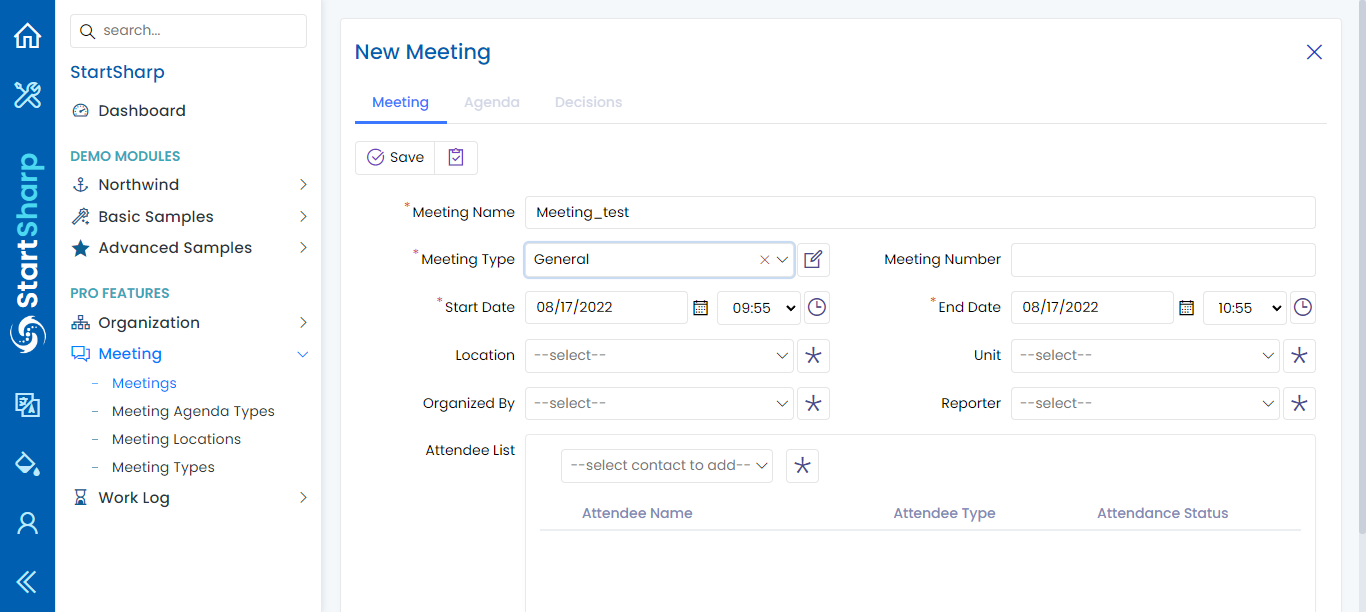 StartSharp
search...
StartSharp
Dashboard
DEMO MODULES
Northwind
Basic Samples
Advanced Samples
PRO FEATURES
Organization
Meeting
Meetings
Meeting Agenda Types
Meeting Locations
Meeting Types
Work Log
New Meeting
Meeting Agenda Decisions
Save
*Meeting Name Meeting_test
*Meeting Type General Meeting Number
*Start Date 08/17/2022 09:55 *End Date 08/17/2022 10:55
Location --select-- Unit --select--
Organized By --select-- Reporter --select--
Attendee List --select contact to add--
Attendee Name Attendee Type Attendance Status